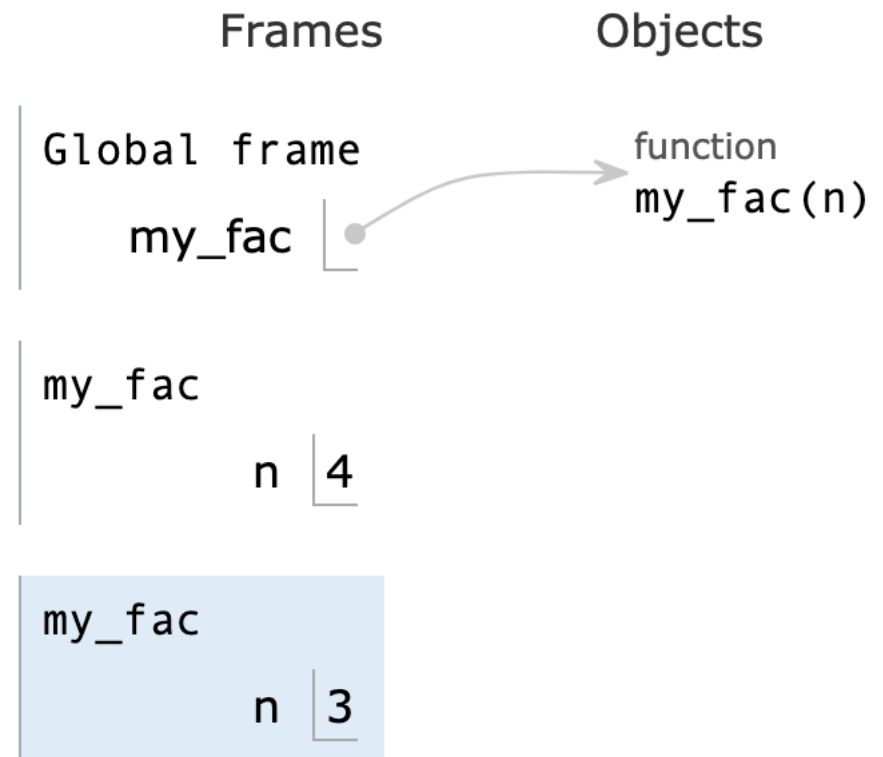 Frames Objects
Global frame
function
my_fac(n)
my_fac
my_fac
n 4
my_fac
n 3